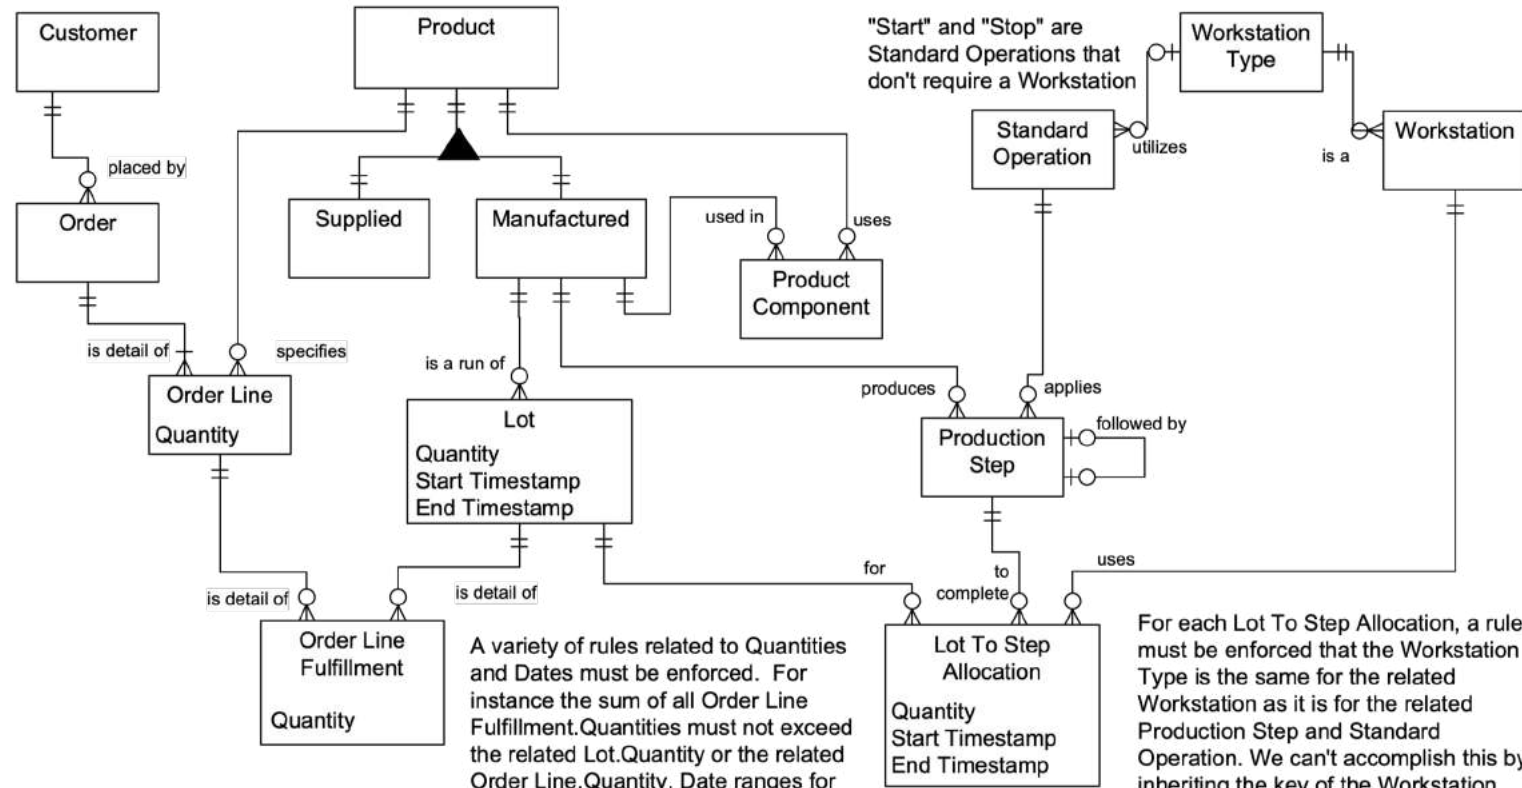 Customer
Product
"Start" and "Stop" are
Standard Operations that
don't require a Workstation
Workstation
Type
Standard
Operation
utilizes
is a
Workstation
placed by
Order
Supplied
Manufactured
used in
uses
Product
Component
is detail of
specifies
is a run of
produces
applies
Order Line
Quantity
Lot
Quantity
Start Timestamp
End Timestamp
Production
Step
followed by
is detail of
is detail of
for
to
complete
uses
Order Line
Fulfillment
Quantity
A variety of rules related to Quantities
and Dates must be enforced. For
instance the sum of all Order Line
Fulfillment.Quantities must not exceed
the related Lot.Quantity or the related
Order Line.Quantity. Date ranges for
Lot To Step
Allocation
Quantity
Start Timestamp
End Timestamp
For each Lot To Step Allocation, a rule
must be enforced that the Workstation
Type is the same for the related
Workstation as it is for the related
Production Step and Standard
Operation. We can't accomplish this by
inheriting the key of the Workstation